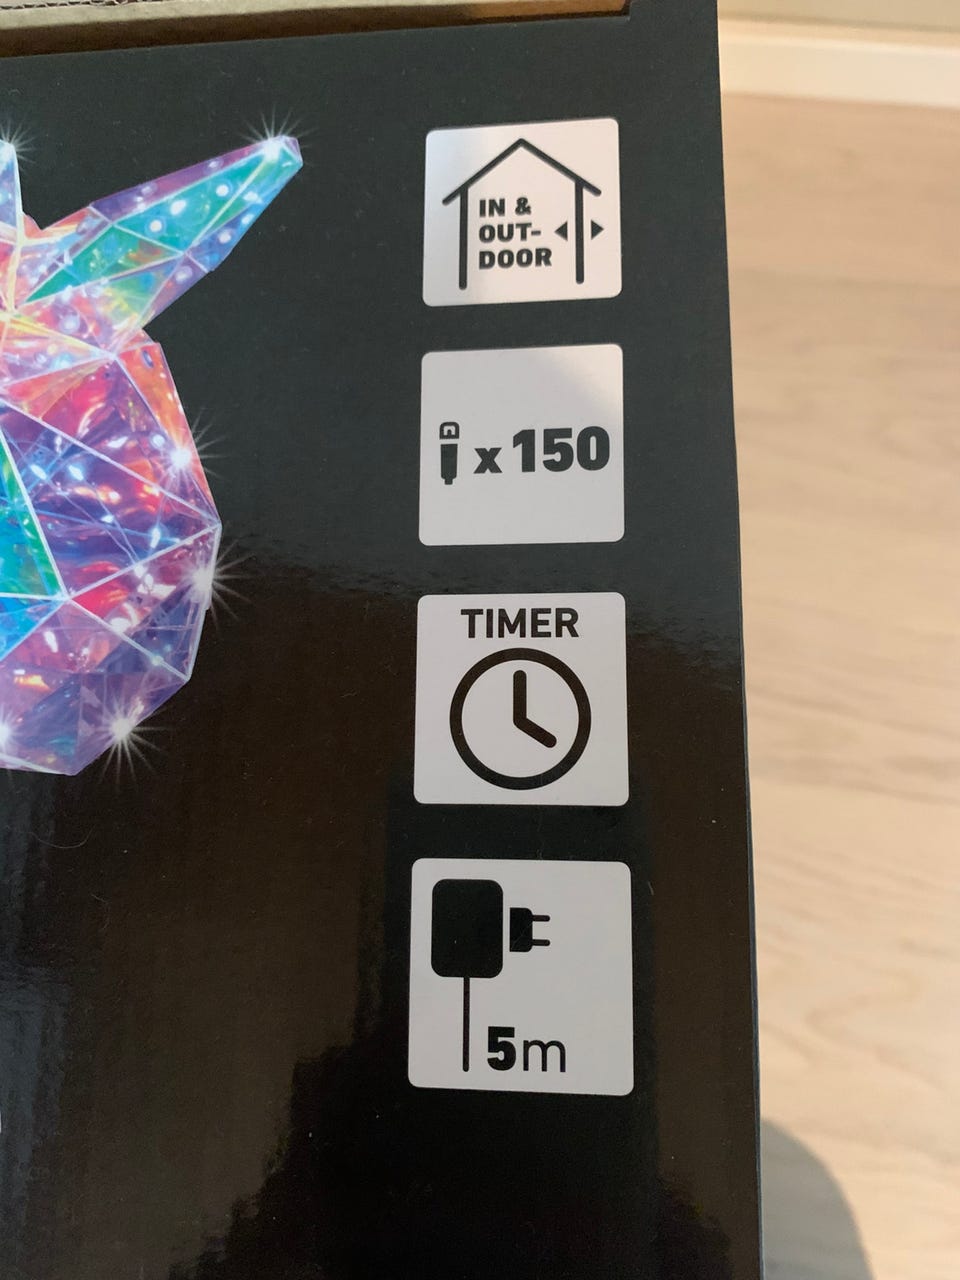 IN &
OUT-
DOOR
x 150
TIMER
5m